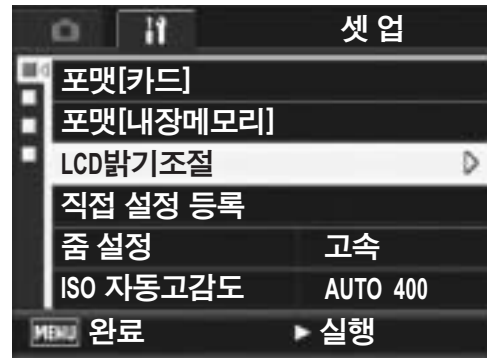 셋 업
포맷[카드]
포맷[내장메모리]
LCD밝기조절
직접 설정 등록
줌 설정 고속
ISO 자동고감도 AUTO 400
MENU 완료 ▶ 실행